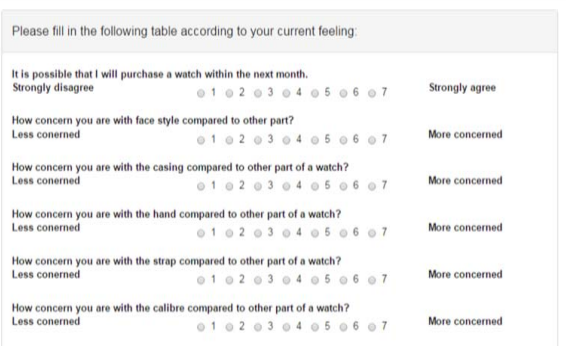 Please fill in the following table according to your current feeling:
It is possible that I will purchase a watch within the next month.
Strongly disagree 1 2 3 4 5 6 7 Strongly agree
How concern you are with face style compared to other part?
Less conerned 1 2 3 4 5 6 7 More concerned
How concern you are with the casing compared to other part of a watch?
Less conerned 1 2 3 4 5 6 7 More concerned
How concern you are with the hand compared to other part of a watch?
Less conerned 1 2 3 4 5 6 7 More concerned
How concern you are with the strap compared to other part of a watch?
Less conerned 1 2 3 4 5 6 7 More concerned
How concern you are with the calibre compared to other part of a watch?
Less conerned 1 2 3 4 5 6 7 More concerned